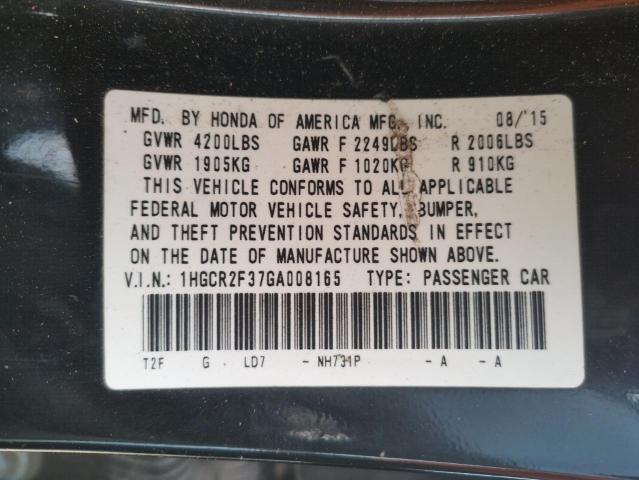 MFD. BY HONDA OF AMERICA MFG. INC. 08/'15
GVWR 4200LBS GAWR F 2249LBS R 2006LBS
GVWR 1905KG GAWR F 1020KG R 910KG
THIS VEHICLE CONFORMS TO ALL APPLICABLE
FEDERAL MOTOR VEHICLE SAFETY, BUMPER,
AND THEFT PREVENTION STANDARDS IN EFFECT
ON THE DATE OF MANUFACTURE SHOWN ABOVE.
V.I.N.: 1HGCR2F37GA008165 TYPE: PASSENGER CAR
T2F G - LD7 - NH731P - A - A